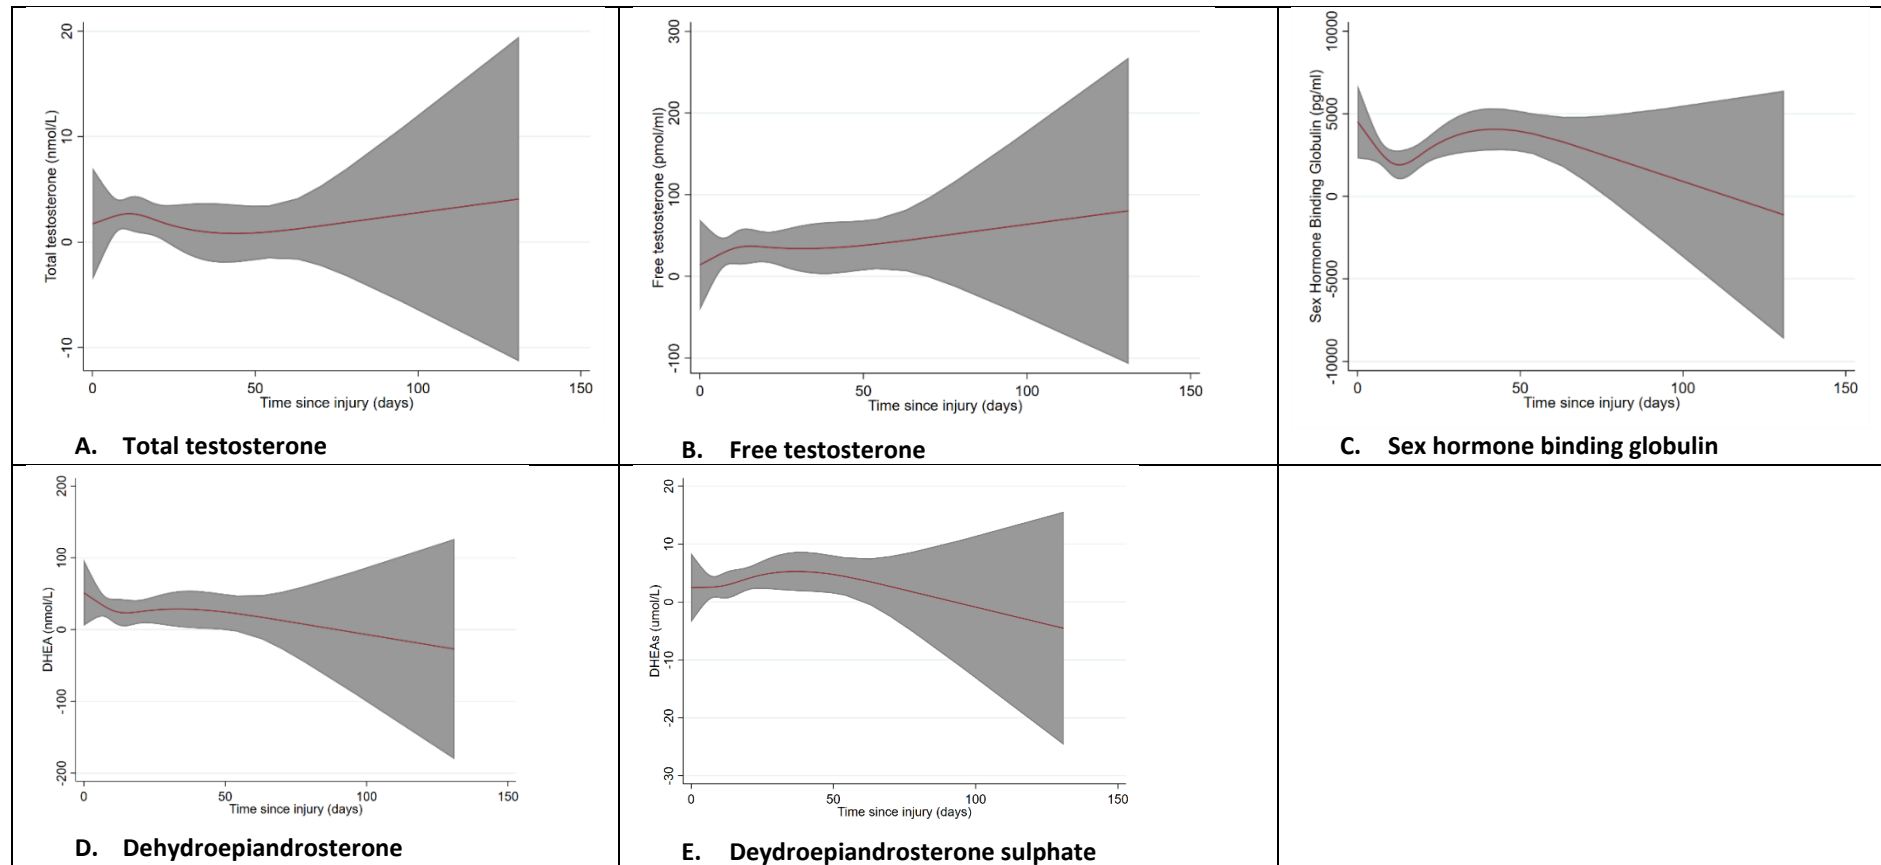 Total testosterone (nmol/L)
20
10
0
-10
0 50 100 150
Time since injury (days)
A. Total testosterone
Free testosterone (pmol/ml)
300
200
100
0
-100
0 50 100 150
Time since injury (days)
B. Free testosterone
Sex Hormone Binding Globulin (pg/ml)
10000
5000
0
-5000
-10000
0 50 100 150
Time since injury (days)
C. Sex hormone binding globulin
DHEA (nmol/L)
200
100
0
-100
-200
0 50 100 150
Time since injury (days)
D. Dehydroepiandrosterone
DHEAs (umol/L)
20
10
0
-10
-20
-30
0 50 100 150
Time since injury (days)
E. Deydroepiandrosterone sulphate